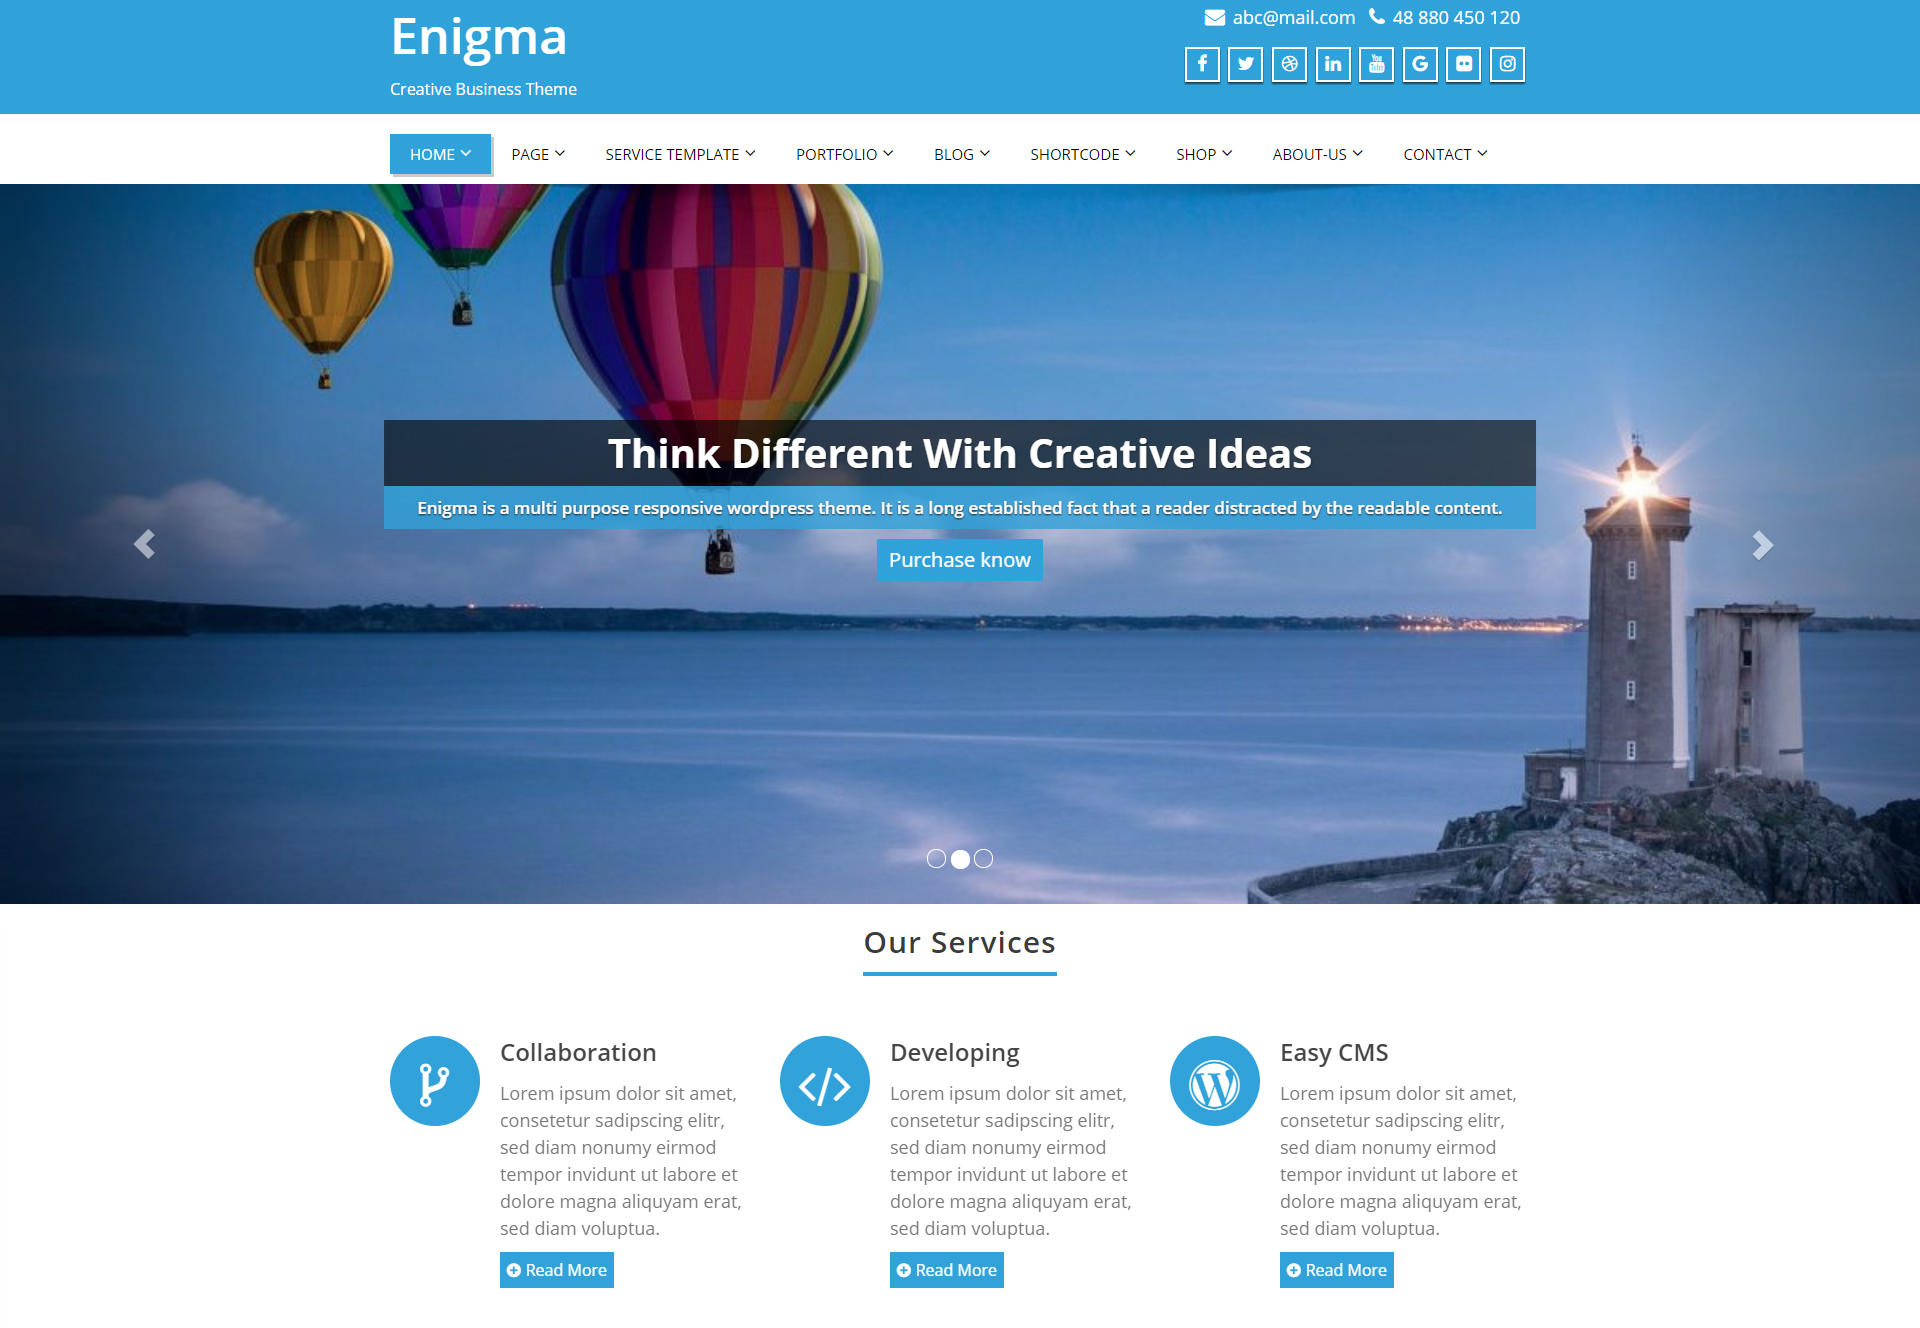 Enigma
abc@mail.com 48 880 450 120
Creative Business Theme
HOME PAGE SERVICE TEMPLATE PORTFOLIO BLOG SHORTCODE SHOP ABOUT-US CONTACT
Think Different With Creative Ideas
Enigma is a multi purpose responsive wordpress theme. It is a long established fact that a reader distracted by the readable content.
Purchase know
Our Services
Collaboration
Lorem ipsum dolor sit amet,
consetetur sadipscing elitr,
sed diam nonumy eirmod
tempor invidunt ut labore et
dolore magna aliquyam erat,
sed diam voluptua.
Read More
Developing
Lorem ipsum dolor sit amet,
consetetur sadipscing elitr,
sed diam nonumy eirmod
tempor invidunt ut labore et
dolore magna aliquyam erat,
sed diam voluptua.
Read More
Easy CMS
Lorem ipsum dolor sit amet,
consetetur sadipscing elitr,
sed diam nonumy eirmod
tempor invidunt ut labore et
dolore magna aliquyam erat,
sed diam voluptua.
Read More